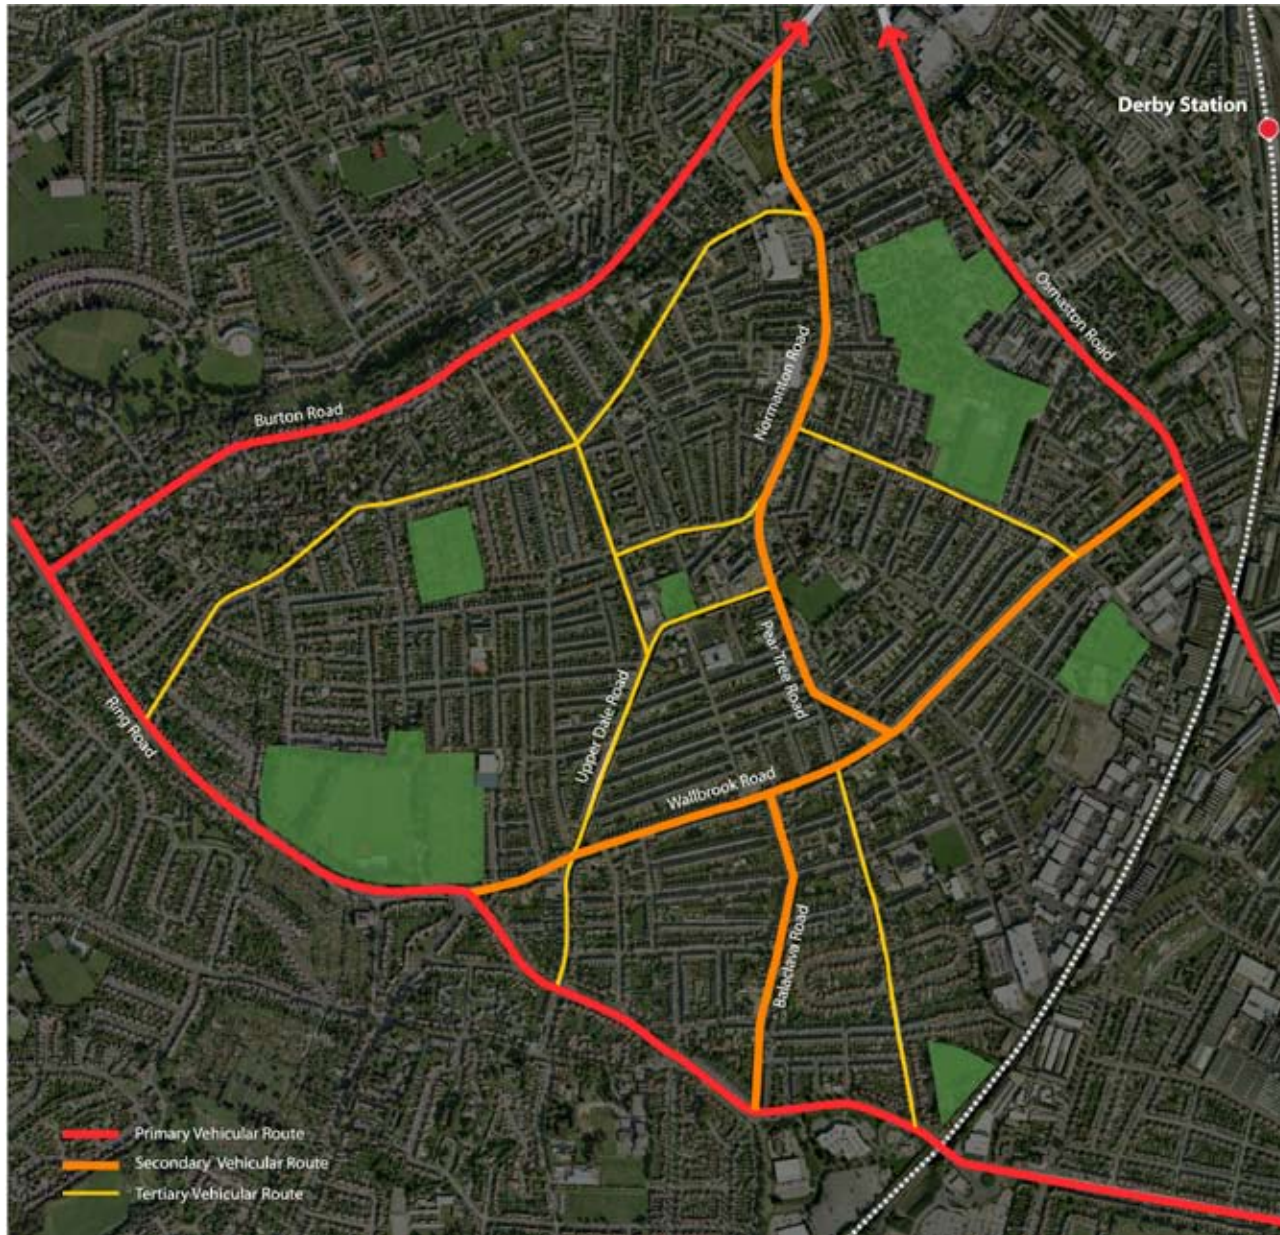 Derby Station
Osmaston Road
Normanton Road
Burton Road
Pear Tree Road
Ring Road
Upper Dale Road
Wallbrook Road
Baladava Road
Primary Vehicular Route
Secondary Vehicular Route
Tertiary Vehicular Route